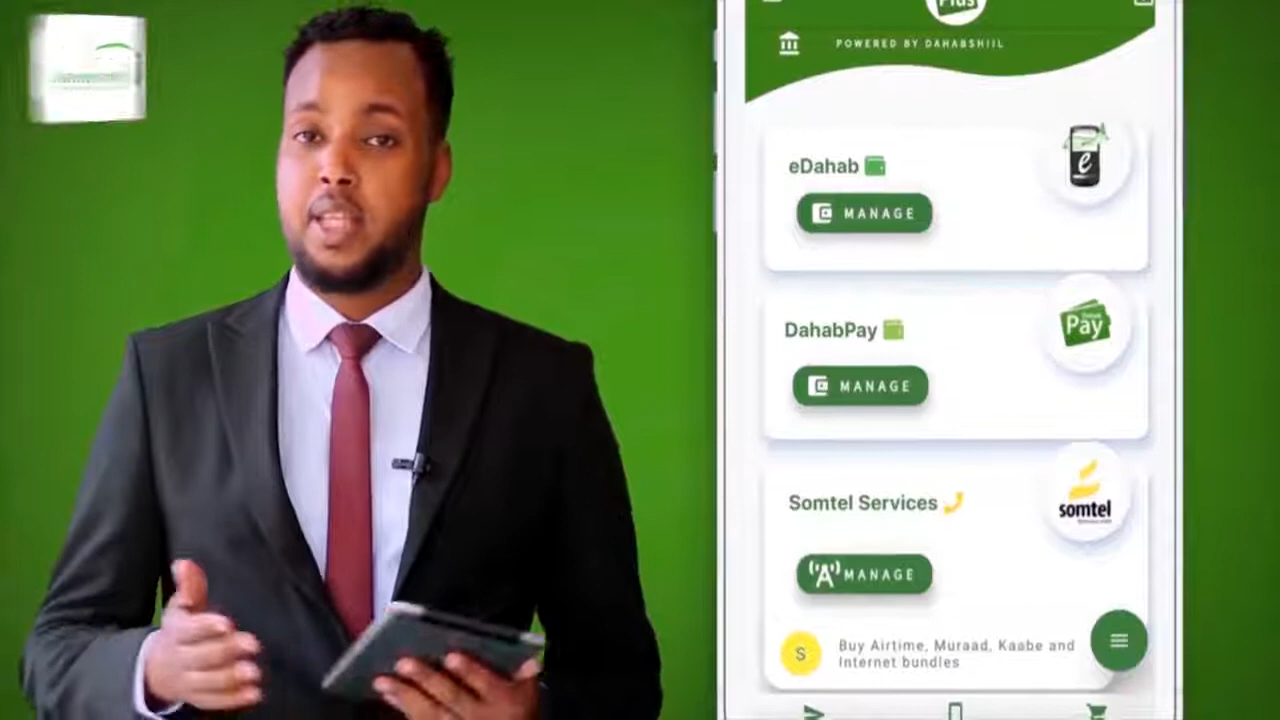 Plus
POWERED BY DAHABSHIIL
eDahab
e
MANAGE
DahabPay
Pay
MANAGE
Somtel Services
somtel
MANAGE
S
Buy Airtime, Muraad, Kaabe and
Internet bundles